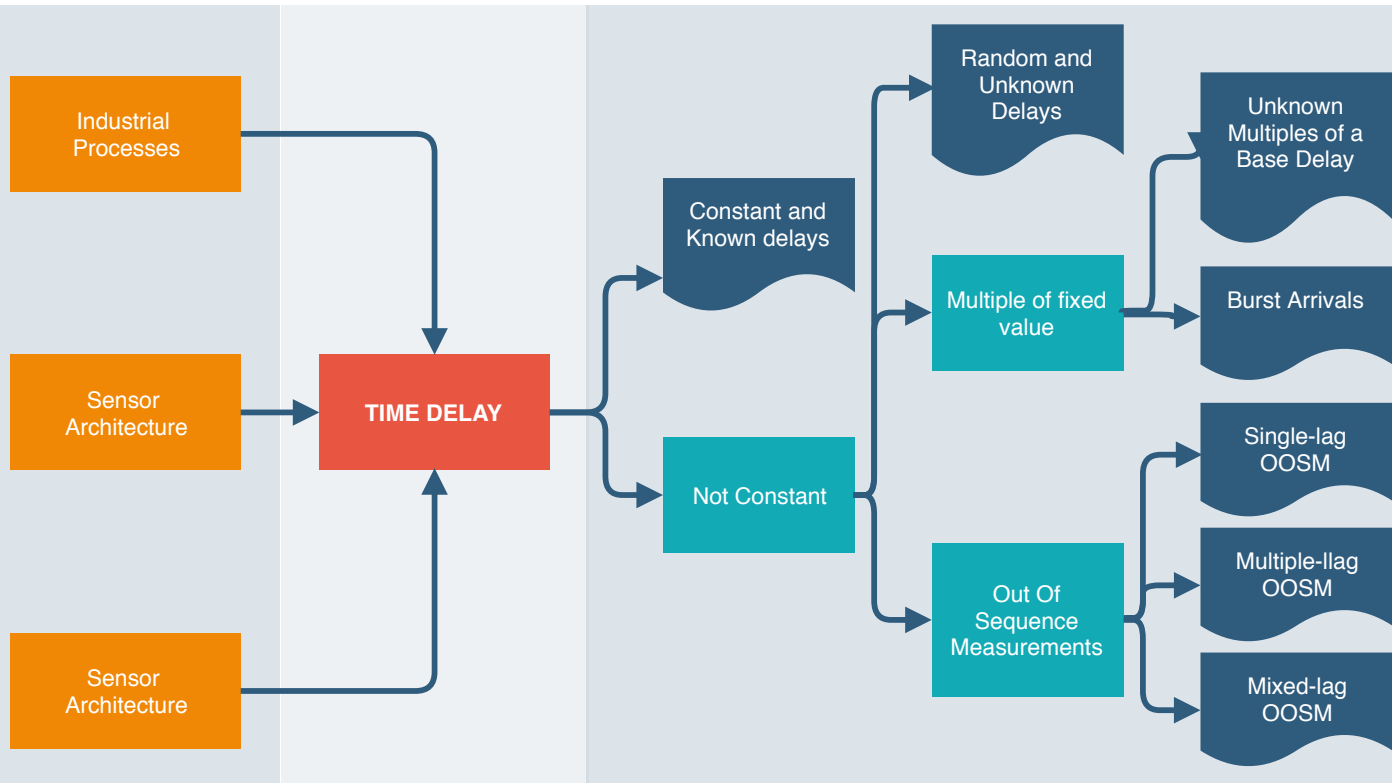 Industrial
Processes
Sensor
Architecture
Sensor
Architecture
TIME DELAY
Constant and
Known delays
Not Constant
Random and
Unknown
Delays
Multiple of fixed
value
Out Of
Sequence
Measurements
Unknown
Multiples of a
Base Delay
Burst Arrivals
Single-lag
OOSM
Multiple-llag
OOSM
Mixed-lag
OOSM